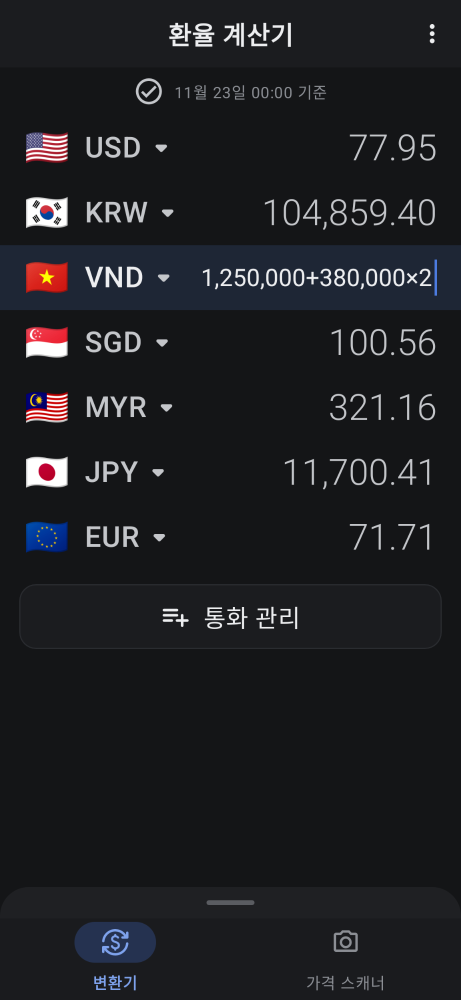 환율 계산기
11월 23일 00:00 기준
USD 77.95
KRW 104,859.40
VND 1,250,000+380,000×2
SGD 100.56
MYR 321.16
JPY 11,700.41
EUR 71.71
통화 관리
변환기 가격 스캐너